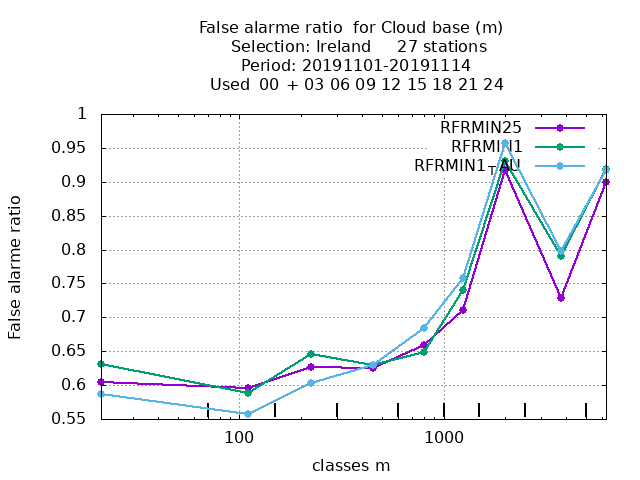 False alarme ratio  for Cloud base (m)
Selection: Ireland     27 stations
Period: 20191101-20191114
Used  00 + 03 06 09 12 15 18 21 24
RFRMIN25
RFRMIN1
RFRMIN1TAU
1
0.95
0.9
0.85
0.8
0.75
0.7
0.65
0.6
0.55
False alarme ratio
100
1000
classes m